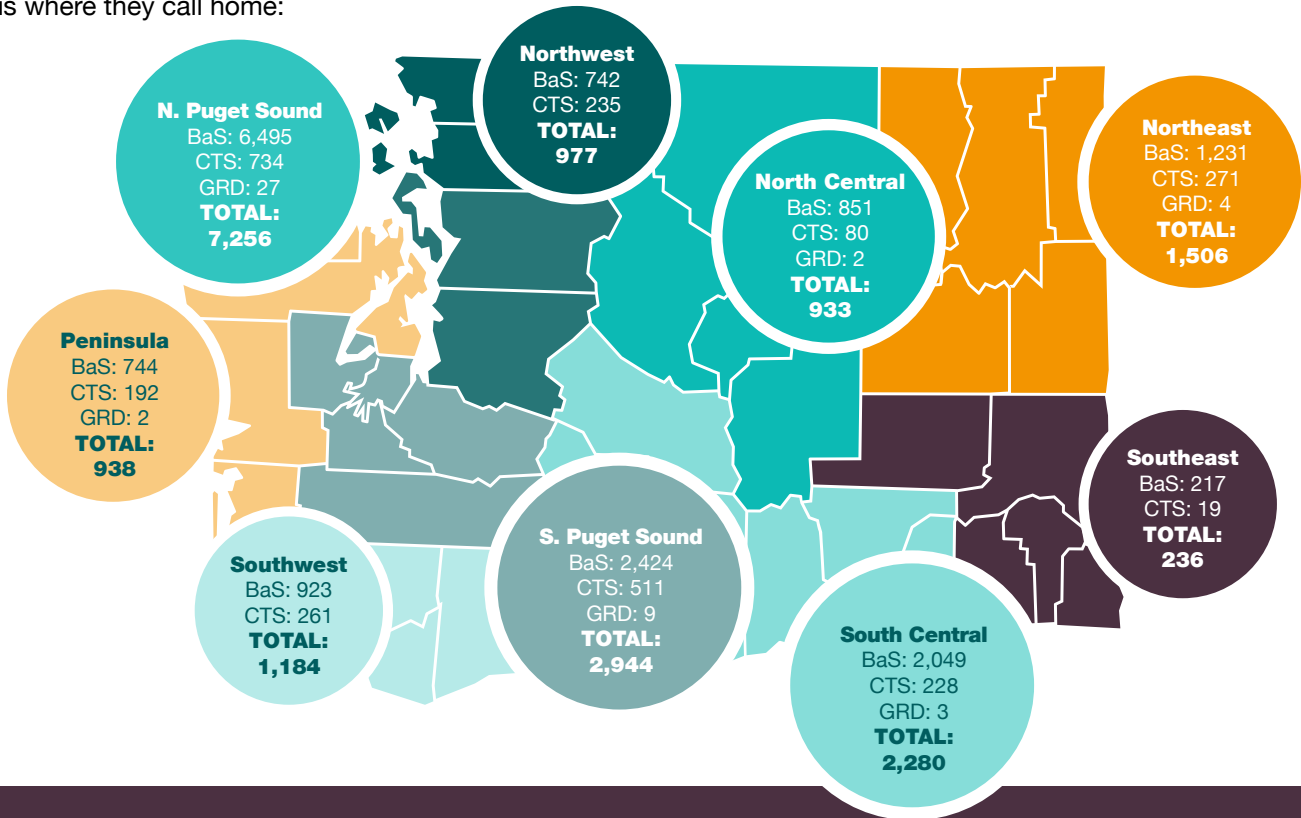 is where they call home:
Northwest
BaS: 742
CTS: 235
TOTAL:
977
N. Puget Sound
BaS: 6,495
CTS: 734
GRD: 27
TOTAL:
7,256
North Central
BaS: 851
CTS: 80
GRD: 2
TOTAL:
933
Northeast
BaS: 1,231
CTS: 271
GRD: 4
TOTAL:
1,506
Peninsula
BaS: 744
CTS: 192
GRD: 2
TOTAL:
938
Southeast
BaS: 217
CTS: 19
TOTAL:
236
Southwest
BaS: 923
CTS: 261
TOTAL:
1,184
S. Puget Sound
BaS: 2,424
CTS: 511
GRD: 9
TOTAL:
2,944
South Central
BaS: 2,049
CTS: 228
GRD: 3
TOTAL:
2,280